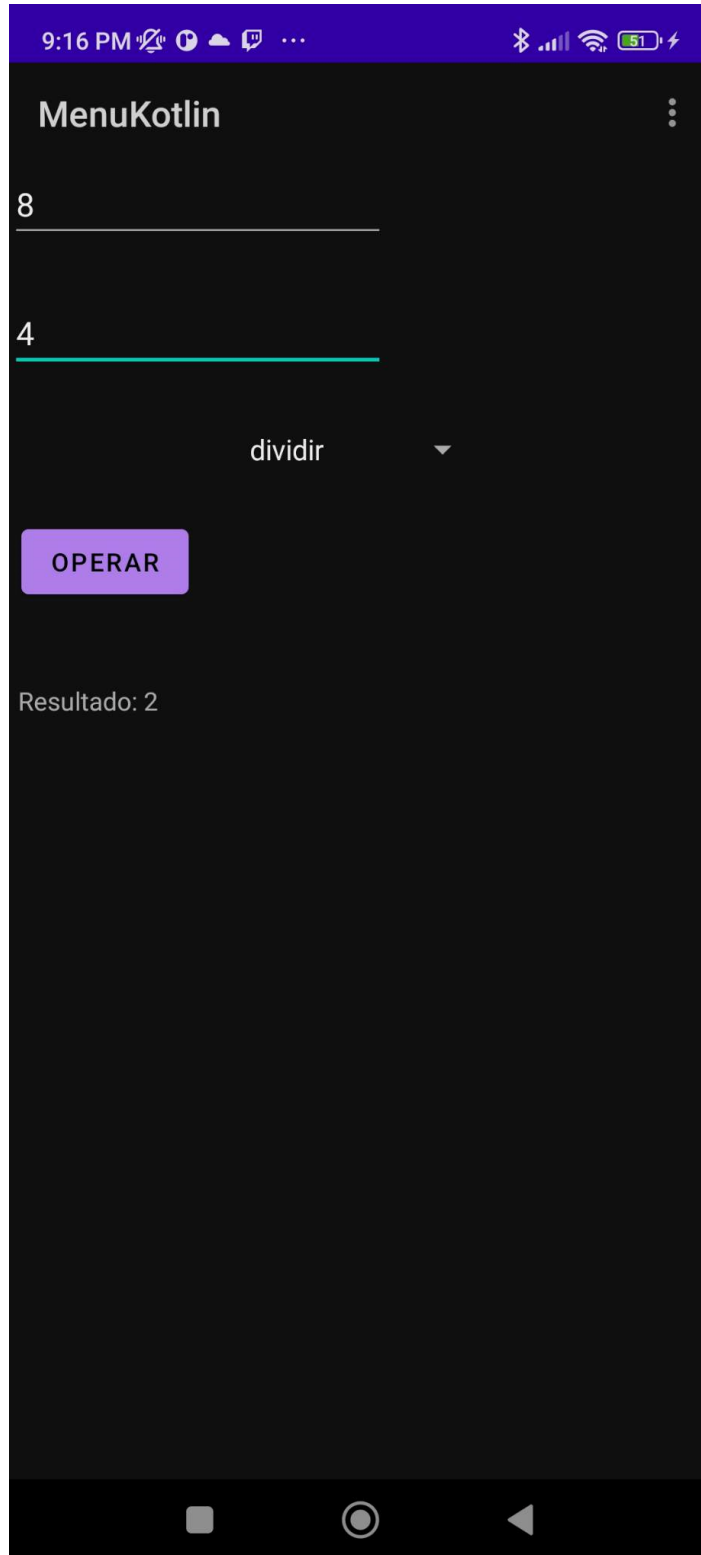 9:16 PM
51
MenuKotlin
8
4
dividir
OPERAR
Resultado: 2